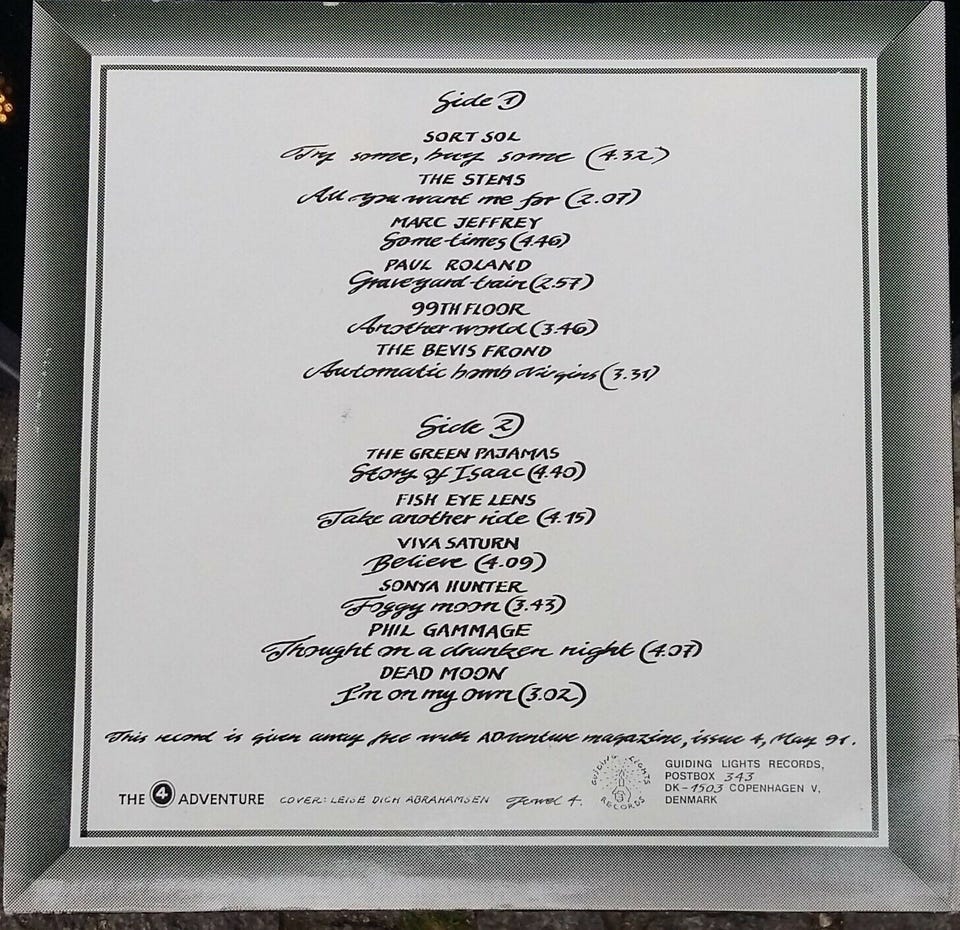 Side 1
SORT SOL
Try some, buy some (4.32)
THE STEMS
All you want me for (2.07)
MARC JEFFREY
Some-times (4.46)
PAUL ROLAND
Graveyard-train (2.57)
99TH FLOOR
Another world (3.46)
THE BEVIS FROND
Automatic bomb virgins (3.31)
Side 2
THE GREEN PAJAMAS
Story of Isaac (4.40)
FISH EYE LENS
Take another ride (4.15)
VIVA SATURN
Believe (4.09)
SONYA HUNTER
Foggy moon (3.43)
PHIL GAMMAGE
Thought on a drunken night (4.07)
DEAD MOON
I'm on my own (3.02)
This record is given away free with ADventure magazine, issue 4, May 91.
THE 4 ADVENTURE COVER: LEISE DICH ABRAHAMSEN Jewel 4.
GUIDING LIGHTS RECORDS
GUIDING LIGHTS RECORDS,
POSTBOX 343
DK-1503 COPENHAGEN V,
DENMARK